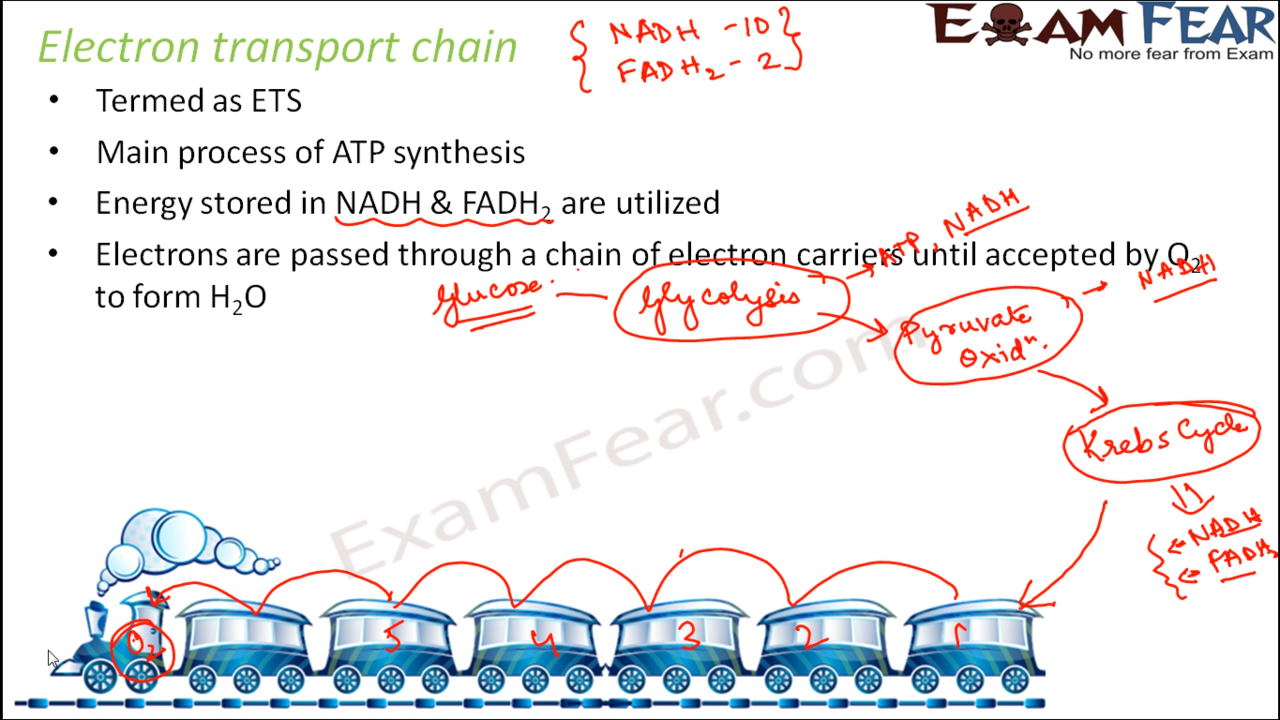 Electron transport chain
{ NADH - 10
FADH₂ - 2 }
EXAM FEAR
No more fear from Exam
• Termed as ETS
• Main process of ATP synthesis
• Energy stored in NADH & FADH₂ are utilized
• Electrons are passed through a chain of electron carriers until accepted by O₂
to form H₂O
Glucose
Glycolysis
→ ATP, NADH
Pyruvate
Oxidⁿ.
→ NADH
Krebs Cycle
← NADH
← FADH₂
ExamFear.com
O₂
5
4
3
2
1